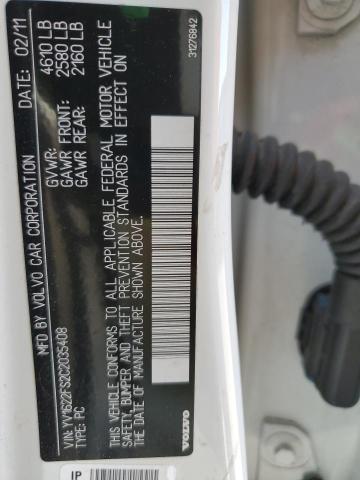 MFD BY VOLVO CAR CORPORATION DATE: 02/11
GVWR: 4610 LB
GAWR FRONT: 2580 LB
GAWR REAR: 2160 LB
VIN: YV1622FS2C2035408
TYPE: PC
THIS VEHICLE CONFORMS TO ALL APPLICABLE FEDERAL MOTOR VEHICLE
SAFETY, BUMPER AND THEFT PREVENTION STANDARDS IN EFFECT ON
THE DATE OF MANUFACTURE SHOWN ABOVE.
VOLVO
31276842
IP